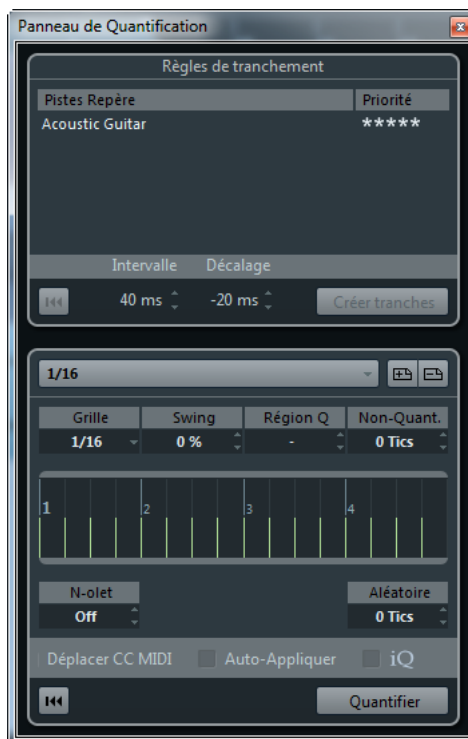 Panneau de Quantification
Règles de tranchement
Pistes Repère Priorité
Acoustic Guitar *****
Intervalle Décalage
40 ms -20 ms Créer tranches
1/16
Grille Swing Région Q Non-Quant.
1/16 0 % - 0 Tics
1 2 3 4
N-olet Aléatoire
Off 0 Tics
Déplacer CC MIDI Auto-Appliquer iQ
Quantifier